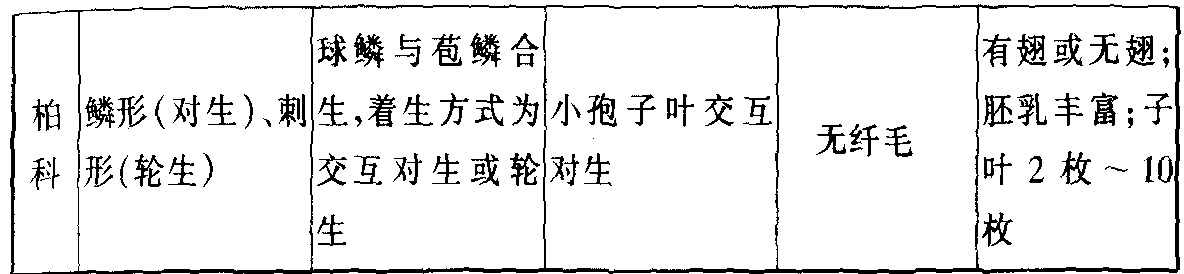 柏
科
鳞形(对生)、刺
形(轮生)
球鳞与苞鳞合
生,着生方式为
交互对生或轮
生
小孢子叶交互
对生
无纤毛
有翅或无翅;
胚乳丰富;子
叶2枚~10
枚